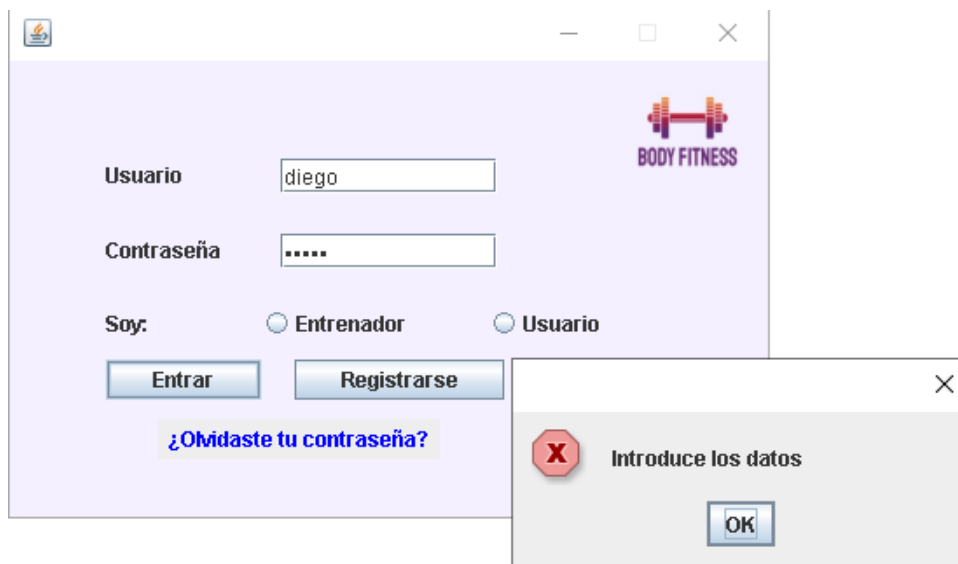 BODY FITNESS
Usuario diego
Contraseña •••••
Soy: Entrenador Usuario
Entrar Registrarse
¿Olvidaste tu contraseña?
X
Introduce los datos
OK